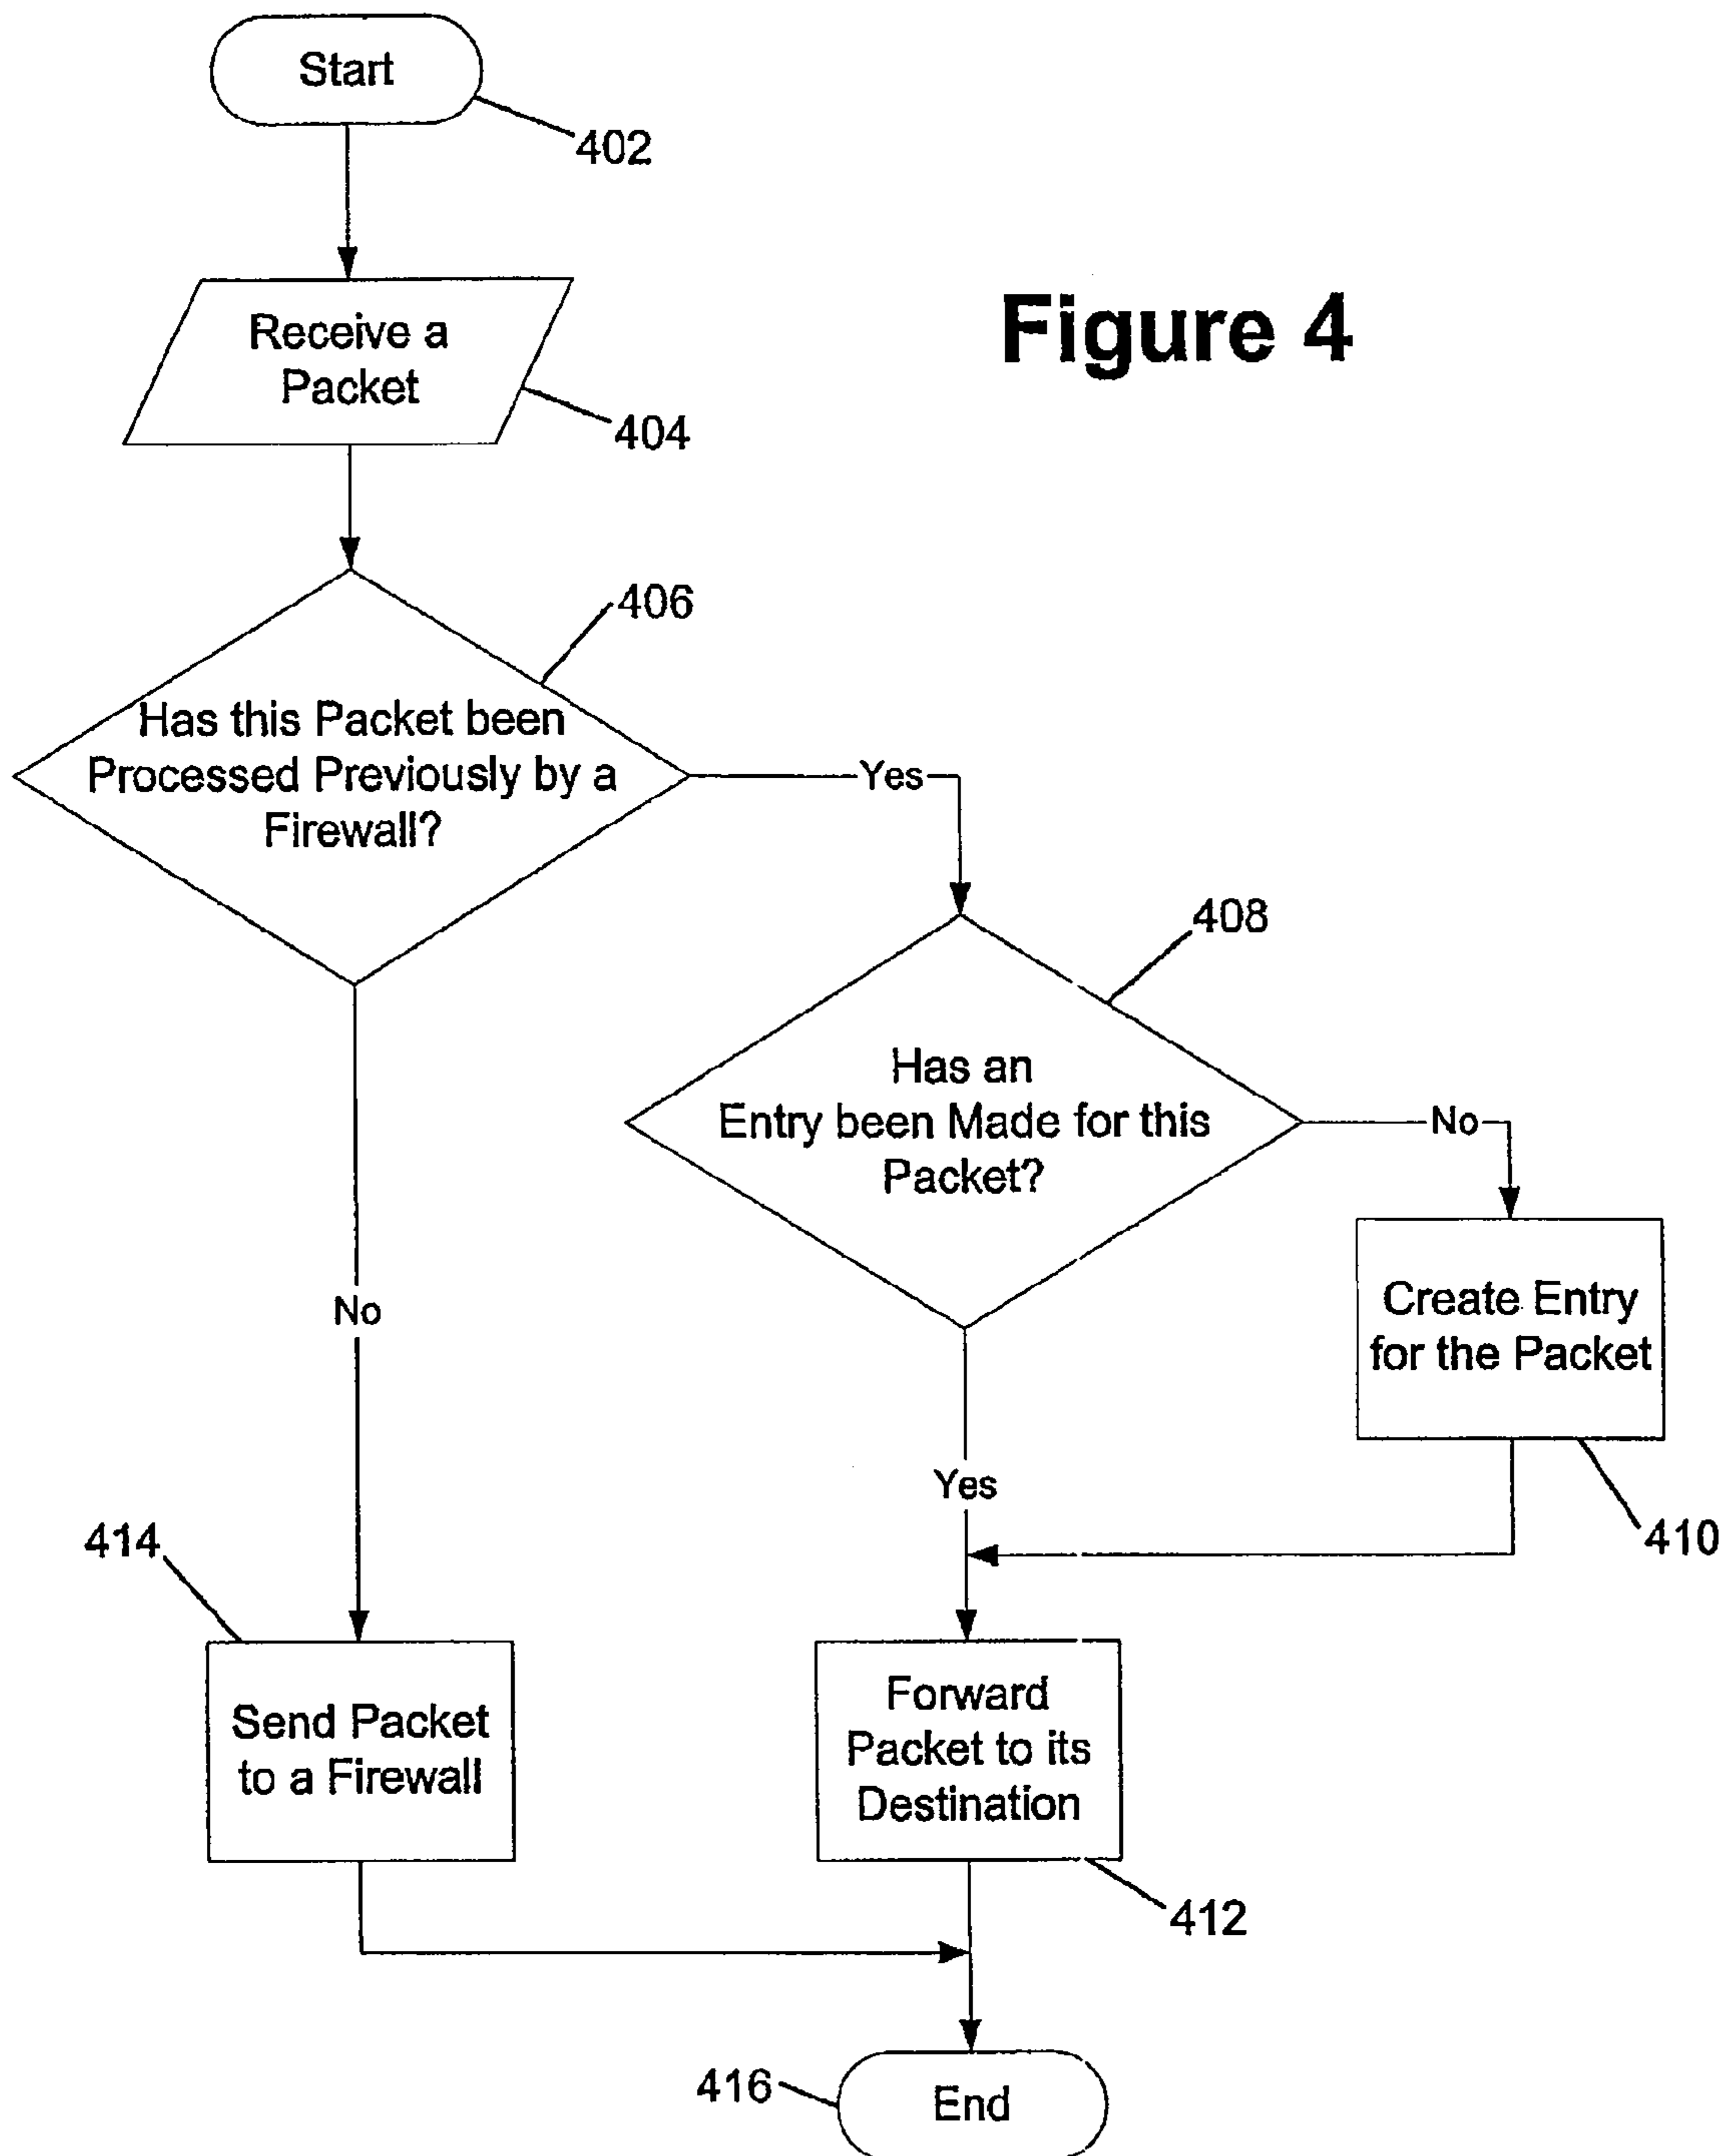 Start
402
Figure 4
Receive a
Packet
404
406
Has this Packet been
Processed Previously by a
Firewall?
Yes
408
Has an
Entry been Made for this
Packet?
No
No
Create Entry
for the Packet
Yes
410
414
Send Packet
to a Firewall
Forward
Packet to its
Destination
412
416
End